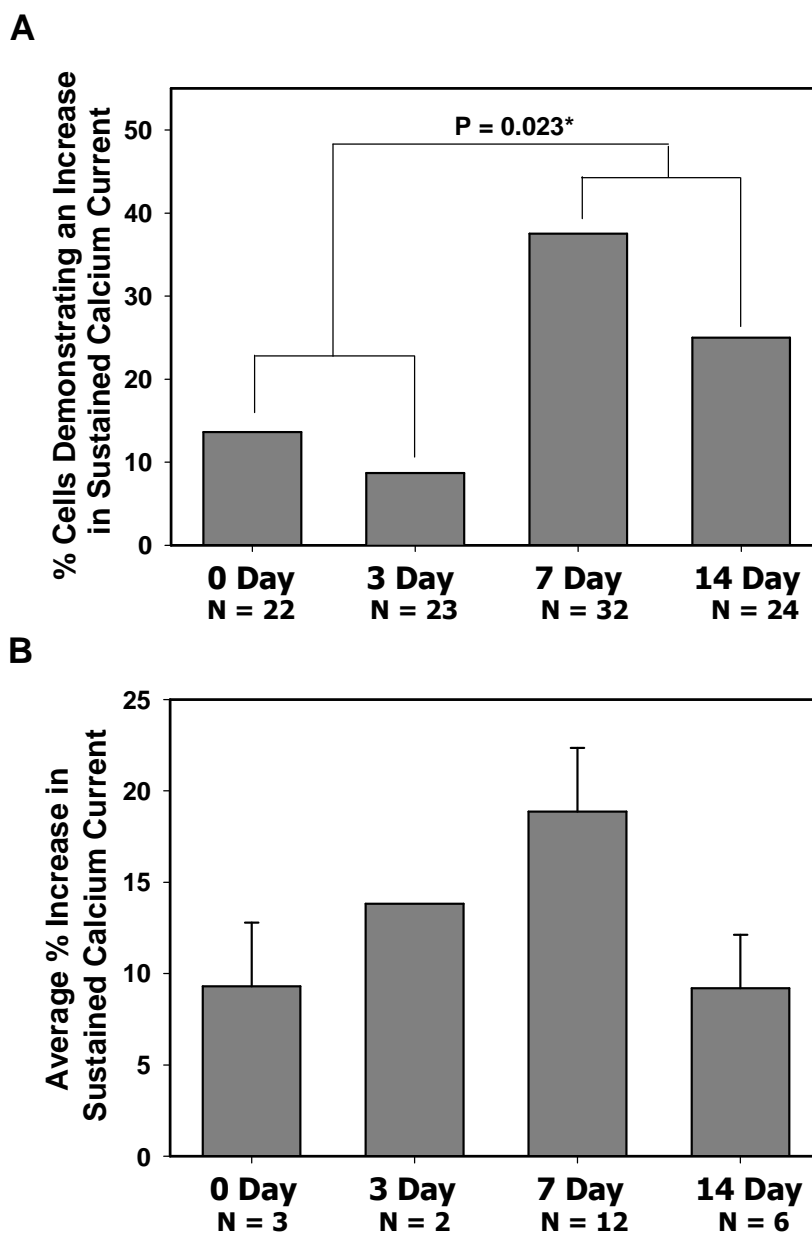 A
% Cells Demonstrating an Increase
in Sustained Calcium Current
50
40
30
20
10
0
P = 0.023*
0 Day
N = 22
3 Day
N = 23
7 Day
N = 32
14 Day
N = 24
B
Average % Increase in
Sustained Calcium Current
25
20
15
10
5
0
0 Day
N = 3
3 Day
N = 2
7 Day
N = 12
14 Day
N = 6